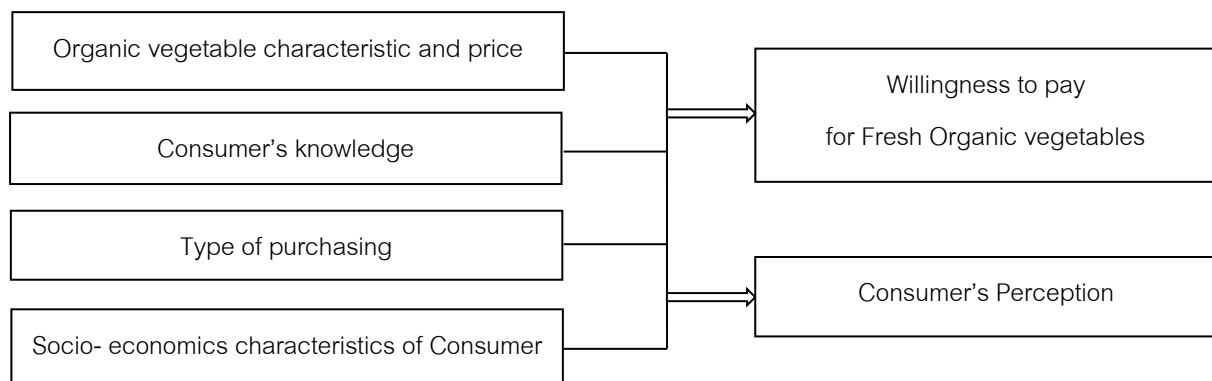 Organic vegetable characteristic and price
Consumer's knowledge
Type of purchasing
Socio- economics characteristics of Consumer
Willingness to pay
for Fresh Organic vegetables
Consumer's Perception